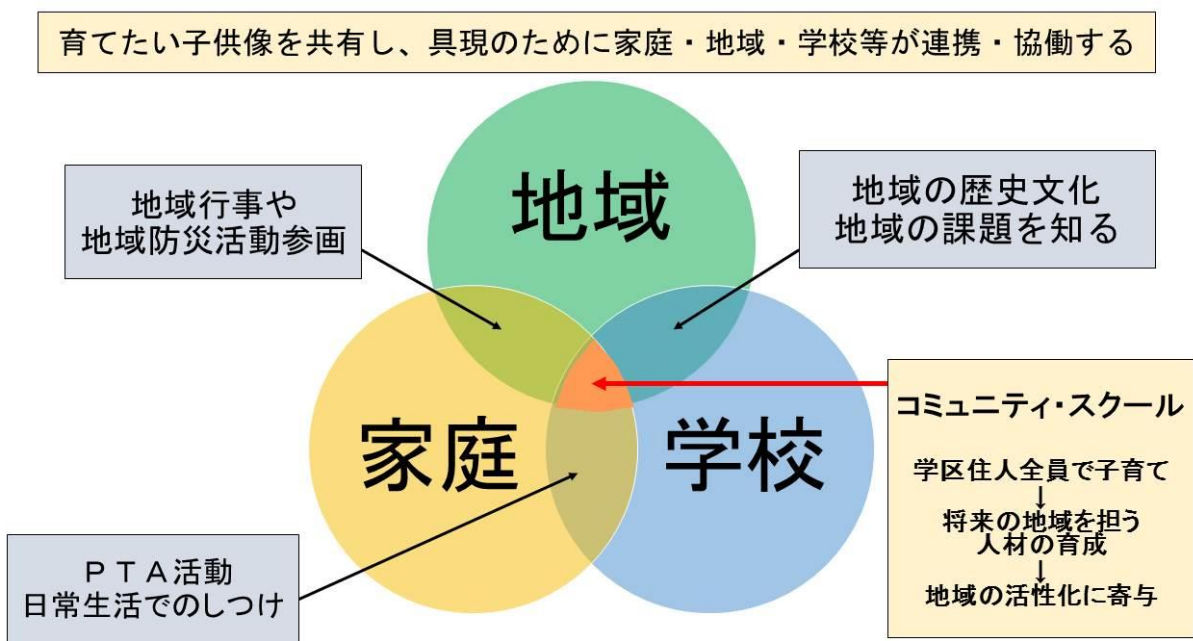 育てたい子供像を共有し、具現のために家庭・地域・学校等が連携・協働する
地域
地域行事や
地域防災活動参画
地域の歴史文化
地域の課題を知る
家庭
学校
コミュニティ・スクール
学区住人全員で子育て
↓
将来の地域を担う
人材の育成
↓
地域の活性化に寄与
ＰＴＡ活動
日常生活でのしつけ